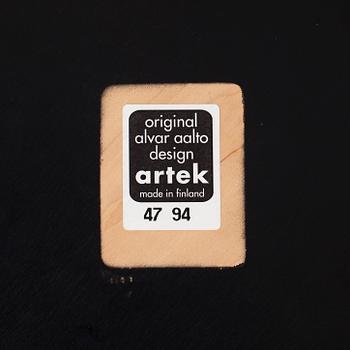 original
alvar aalto
design
artek
made in finland
47 94